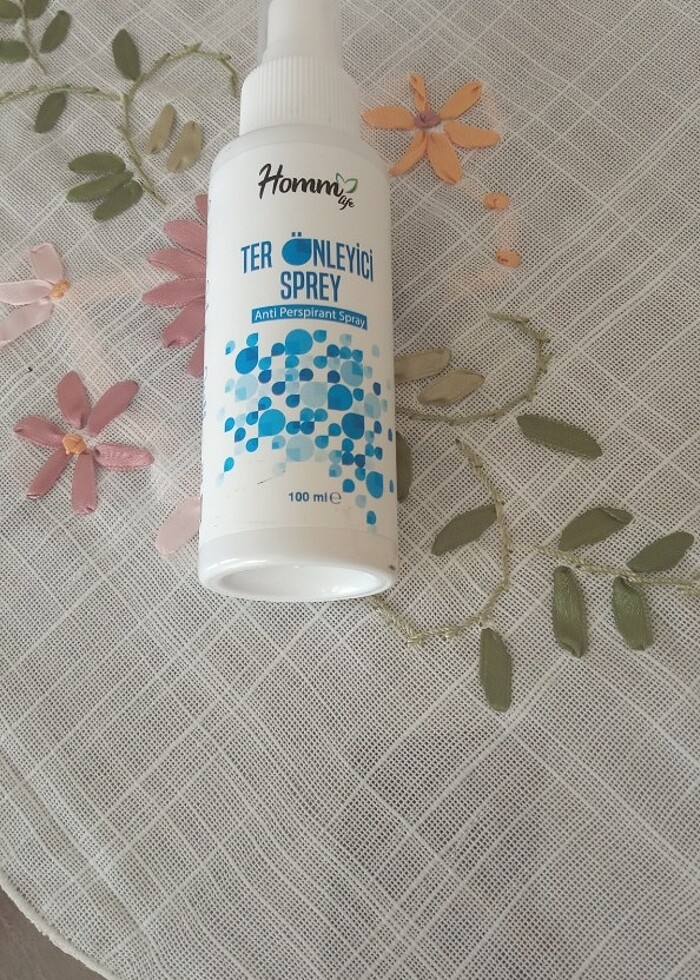 Homm
life
TER ÖNLEYİCİ
SPREY
Anti Perspirant Spray
100 ml ℮